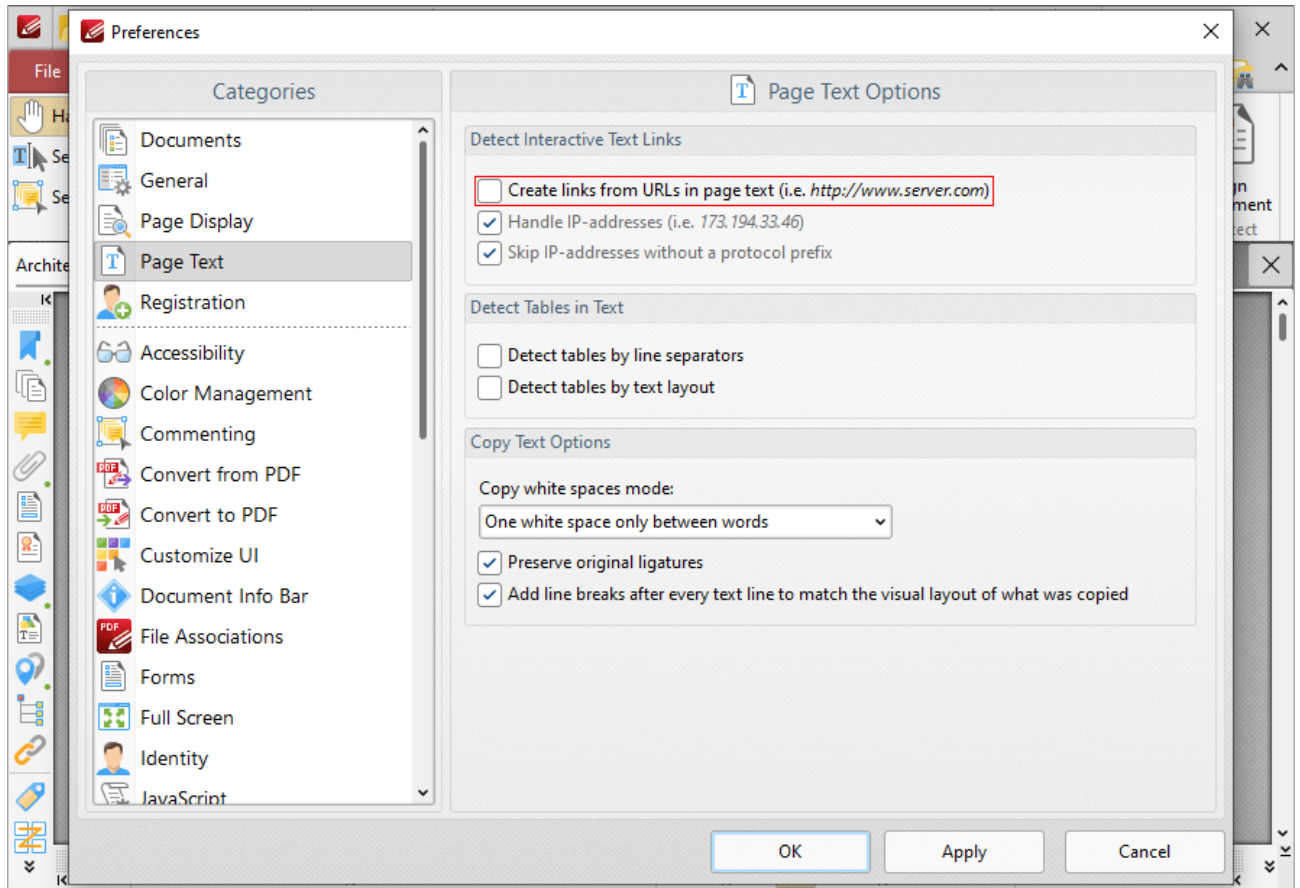 Preferences
File
Categories
Documents
General
Page Display
Page Text
Registration
Accessibility
Color Management
Commenting
Convert from PDF
Convert to PDF
Customize UI
Document Info Bar
File Associations
Forms
Full Screen
Identity
JavaScript
Page Text Options
Detect Interactive Text Links
Create links from URLs in page text (i.e. http://www.server.com)
Handle IP-addresses (i.e. 173.194.33.46)
Skip IP-addresses without a protocol prefix
Detect Tables in Text
Detect tables by line separators
Detect tables by text layout
Copy Text Options
Copy white spaces mode:
One white space only between words
Preserve original ligatures
Add line breaks after every text line to match the visual layout of what was copied
OK
Apply
Cancel